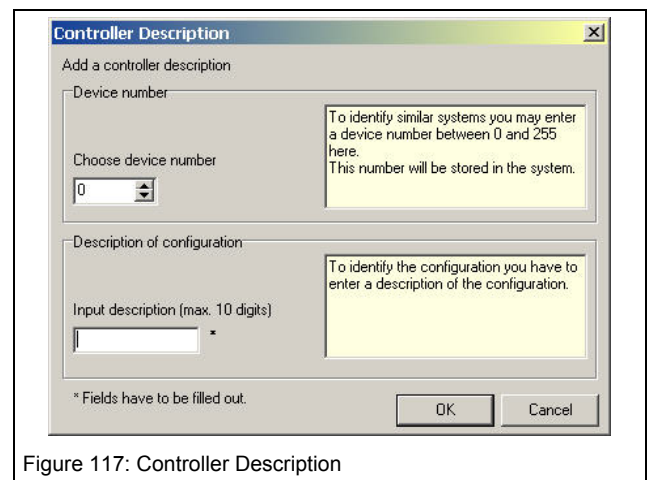 Controller Description
Add a controller description
Device number
Choose device number
0
To identify similar systems you may enter
a device number between 0 and 255
here.
This number will be stored in the system.
Description of configuration
Input description (max. 10 digits)
*
To identify the configuration you have to
enter a description of the configuration.
* Fields have to be filled out.
OK
Cancel
Figure 117: Controller Description